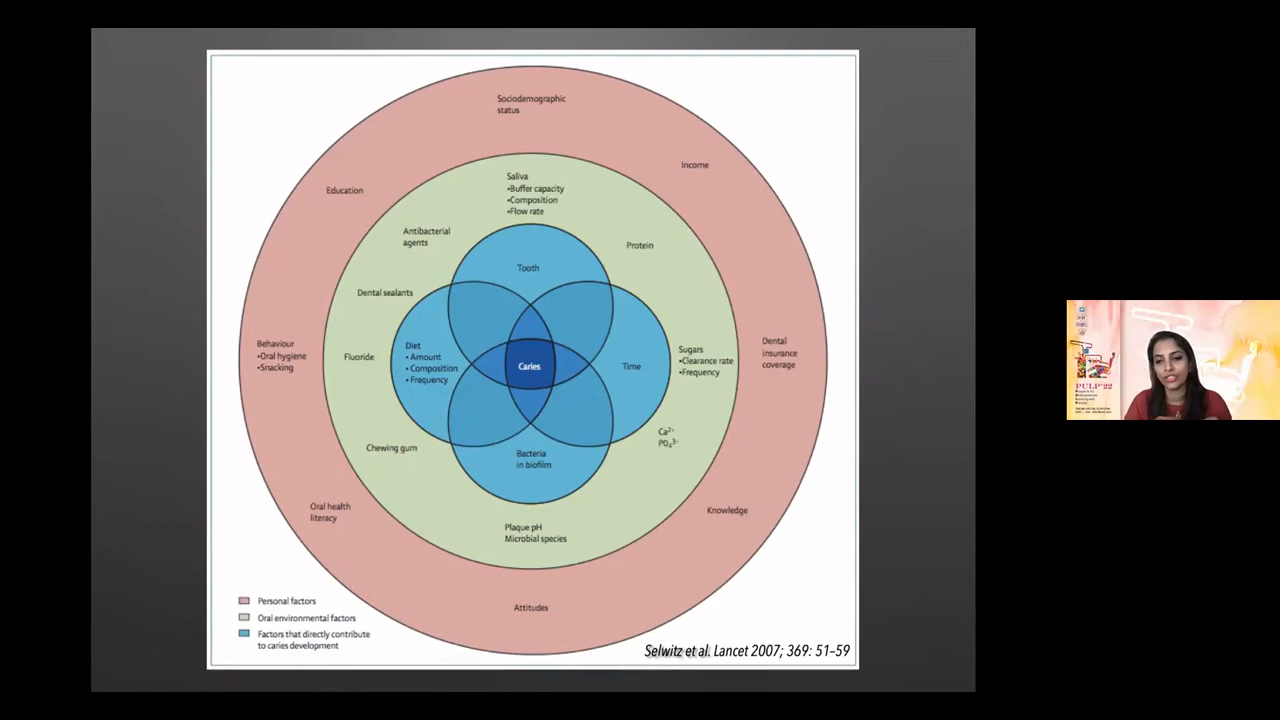 Sociodemographic
status
Income
Education
Saliva
•Buffer capacity
•Composition
•Flow rate
Antibacterial
agents
Protein
Tooth
Dental sealants
Behaviour
•Oral hygiene
•Snacking
Fluoride
Diet
• Amount
• Composition
• Frequency
Caries
Time
Sugars
•Clearance rate
•Frequency
Dental
insurance
coverage
Ca²⁺
PO₄³⁻
Chewing gum
Bacteria
in biofilm
Oral health
literacy
Knowledge
Plaque pH
Microbial species
Attitudes
Personal factors
Oral environmental factors
Factors that directly contribute
to caries development
Selwitz et al. Lancet 2007; 369: 51–59
PULP'22